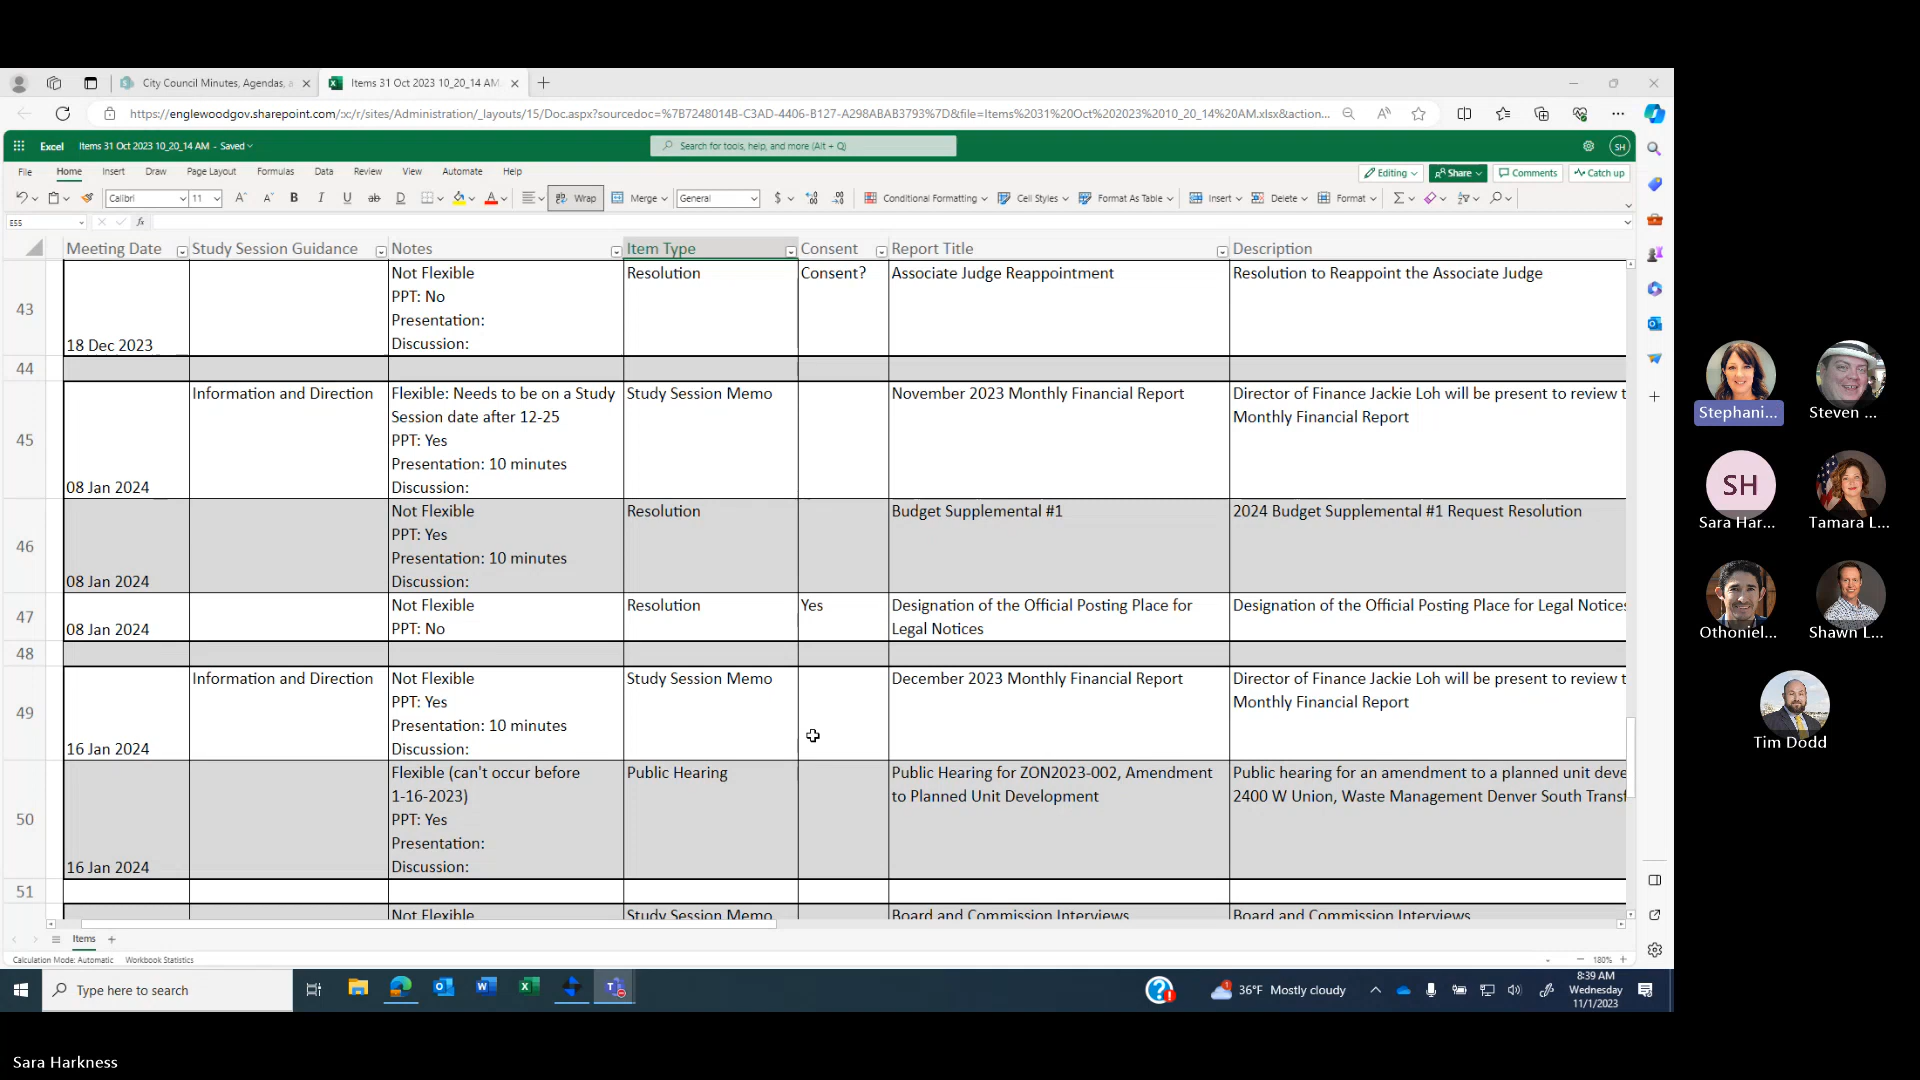 City Council Minutes, Agendas, a
Items 31 Oct 2023 10_20_14 AM.
https://englewoodgov.sharepoint.com/:x:/r/sites/Administration/_layouts/15/Doc.aspx?sourcedoc=%7B7248014B-C3AD-4406-B127-A298ABAB3793%7D&file=Items%2031%20Oct%202023%2010_20_14%20AM.xlsx&action...
Excel Items 31 Oct 2023 10_20_14 AM - Saved
Search for tools, help, and more (Alt + Q)
SH
File Home Insert Draw Page Layout Formulas Data Review View Automate Help
Editing Share Comments Catch up
Calibri 11 B I U ab D A Wrap Merge General $ Conditional Formatting Cell Styles Format As Table Insert Delete Format
E55 fx
Meeting Date Study Session Guidance Notes Item Type Consent Report Title Description
43 Not Flexible Resolution Consent? Associate Judge Reappointment Resolution to Reappoint the Associate Judge
PPT: No
Presentation:
18 Dec 2023 Discussion:
44
45 Information and Direction Flexible: Needs to be on a Study Study Session Memo November 2023 Monthly Financial Report Director of Finance Jackie Loh will be present to review t
Session date after 12-25 Monthly Financial Report
PPT: Yes
Presentation: 10 minutes
08 Jan 2024 Discussion:
46 Not Flexible Resolution Budget Supplemental #1 2024 Budget Supplemental #1 Request Resolution
PPT: Yes
Presentation: 10 minutes
08 Jan 2024 Discussion:
47 Not Flexible Resolution Yes Designation of the Official Posting Place for Designation of the Official Posting Place for Legal Notices
08 Jan 2024 PPT: No Legal Notices
48
49 Information and Direction Not Flexible Study Session Memo December 2023 Monthly Financial Report Director of Finance Jackie Loh will be present to review t
PPT: Yes Monthly Financial Report
Presentation: 10 minutes
16 Jan 2024 Discussion:
50 Flexible (can't occur before Public Hearing Public Hearing for ZON2023-002, Amendment Public hearing for an amendment to a planned unit deve
1-16-2023) to Planned Unit Development 2400 W Union, Waste Management Denver South Transf
PPT: Yes
Presentation:
16 Jan 2024 Discussion:
51
Not Flexible Study Session Memo Board and Commission Interviews Board and Commission Interviews
Items
Calculation Mode: Automatic Workbook Statistics 180%
Type here to search
36°F Mostly cloudy
8:39 AM
Wednesday
11/1/2023
Stephani...
Steven ...
SH
Sara Har...
Tamara L...
Othoniel...
Shawn L...
Tim Dodd
Sara Harkness